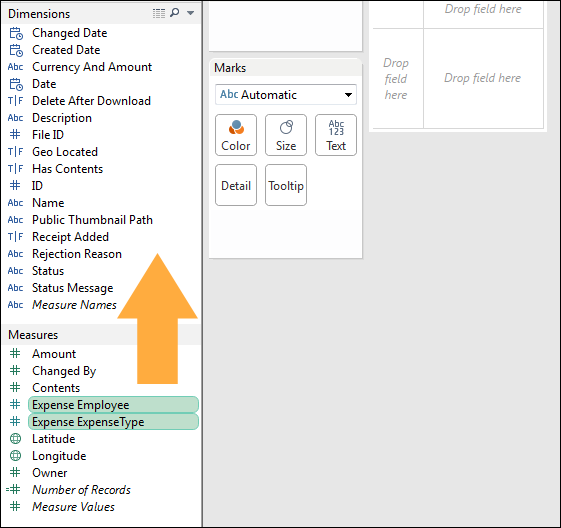 Dimensions
Changed Date
Created Date
Abc Currency And Amount
Date
T|F Delete After Download
Abc Description
# File ID
T|F Geo Located
T|F Has Contents
# ID
Abc Name
Abc Public Thumbnail Path
T|F Receipt Added
Abc Rejection Reason
Abc Status
Abc Status Message
Abc Measure Names
Measures
# Amount
# Changed By
# Contents
# Expense Employee
# Expense ExpenseType
Latitude
Longitude
# Owner
=# Number of Records
# Measure Values
Marks
Abc Automatic
Color
Size
Abc
123
Text
Detail
Tooltip
Drop field here
Drop
field
here
Drop field here